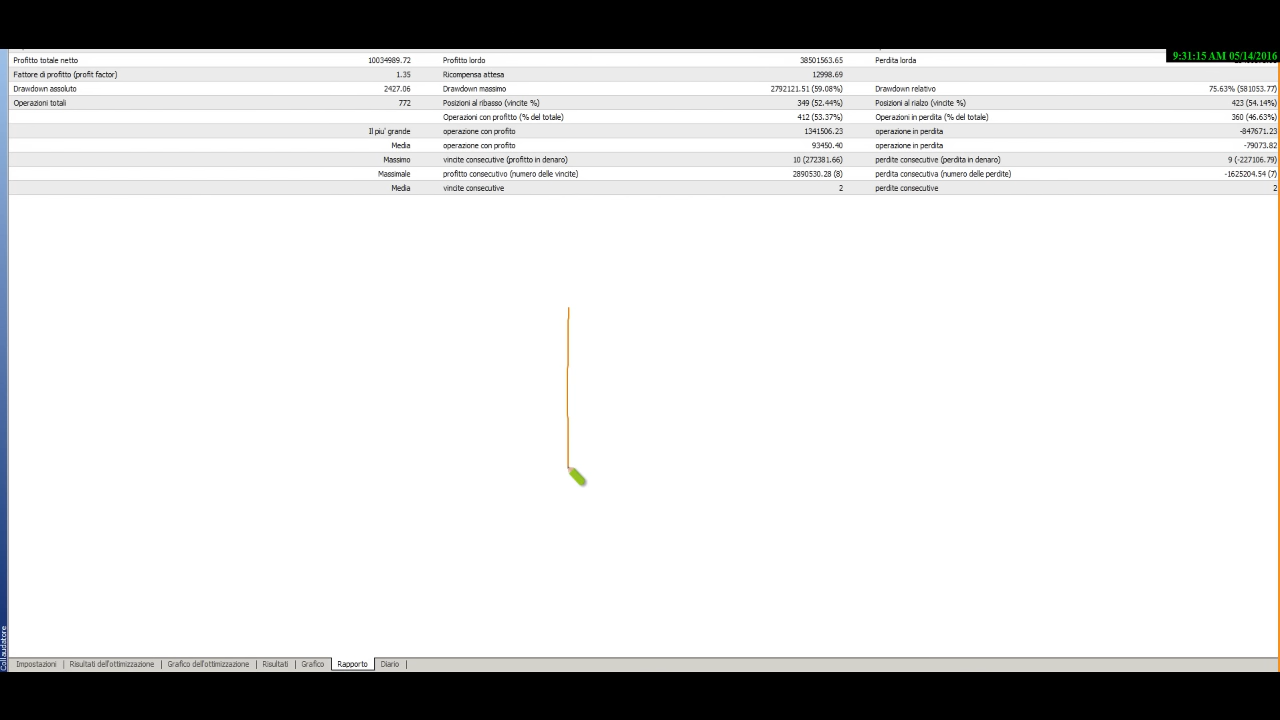 9:31:15 AM 05/14/2016
Profitto totale netto 10034989.72 Profitto lordo 38501563.65 Perdita lorda
Fattore di profitto (profit factor) 1.35 Ricompensa attesa 12998.69
Drawdown assoluto 2427.06 Drawdown massimo 2792121.51 (59.08%) Drawdown relativo 75.63% (581053.77)
Operazioni totali 772 Posizioni al ribasso (vincite %) 349 (52.44%) Posizioni al rialzo (vincite %) 423 (54.14%)
Operazioni con profitto (% del totale) 412 (53.37%) Operazioni in perdita (% del totale) 360 (46.63%)
Il piu' grande operazione con profito 1341506.23 operazione in perdita -847671.23
Media operazione con profito 93450.40 operazione in perdita -79073.82
Massimo vincite consecutive (profitto in denaro) 10 (272381.66) perdite consecutive (perdita in denaro) 9 (-227106.79)
Massimale profitto consecutivo (numero delle vincite) 2890530.28 (8) perdita consecutiva (numero delle perdite) -1625204.54 (7)
Media vincite consecutive 2 perdite consecutive 2
Collaudatore
Impostazioni | Risultati dell'ottimizzazione | Grafico dell'ottimizzazione | Risultati | Grafico | Rapporto | Diario |